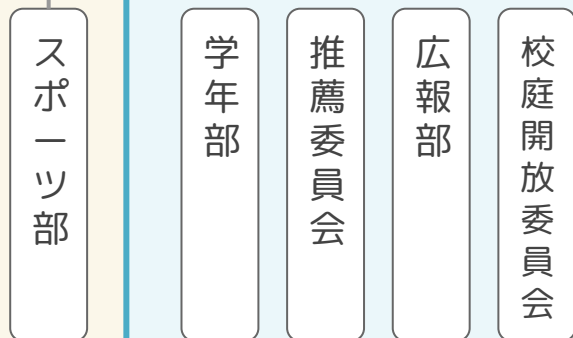 スポーツ部
学年部
推薦委員会
広報部
校庭開放委員会